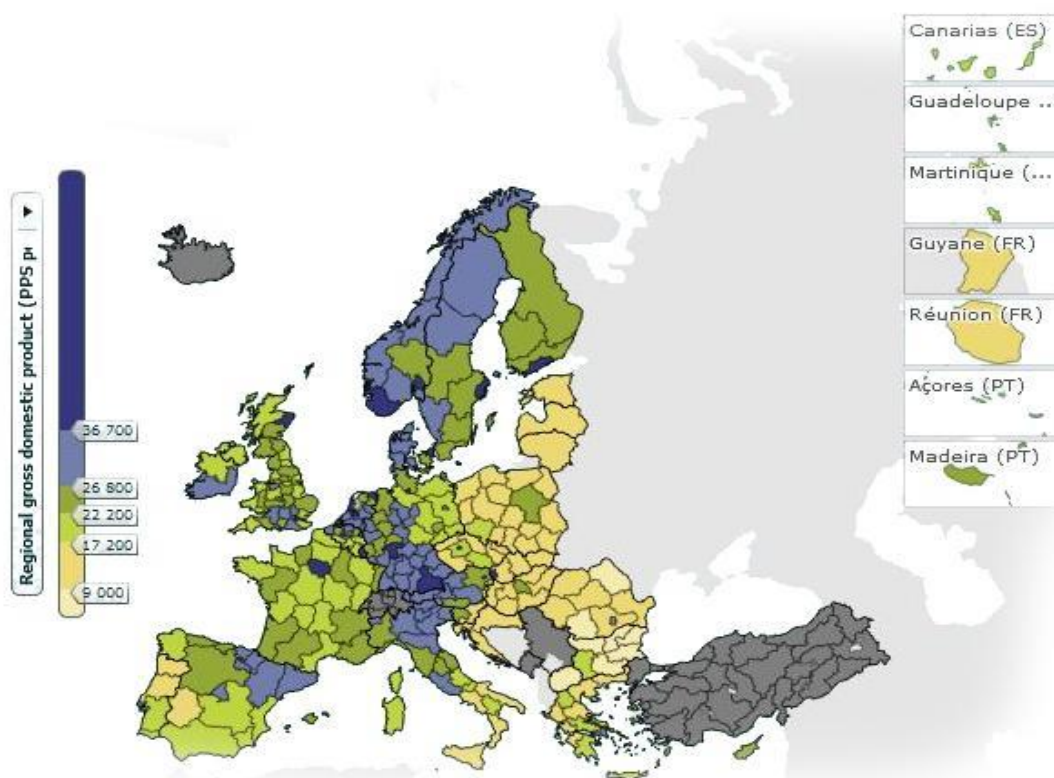 Regional gross domestic product (PPS pe
36 700
26 800
22 200
17 200
9 000
Canarias (ES)
Guadeloupe ...
Martinique (...
Guyane (FR)
Réunion (FR)
Açores (PT)
Madeira (PT)